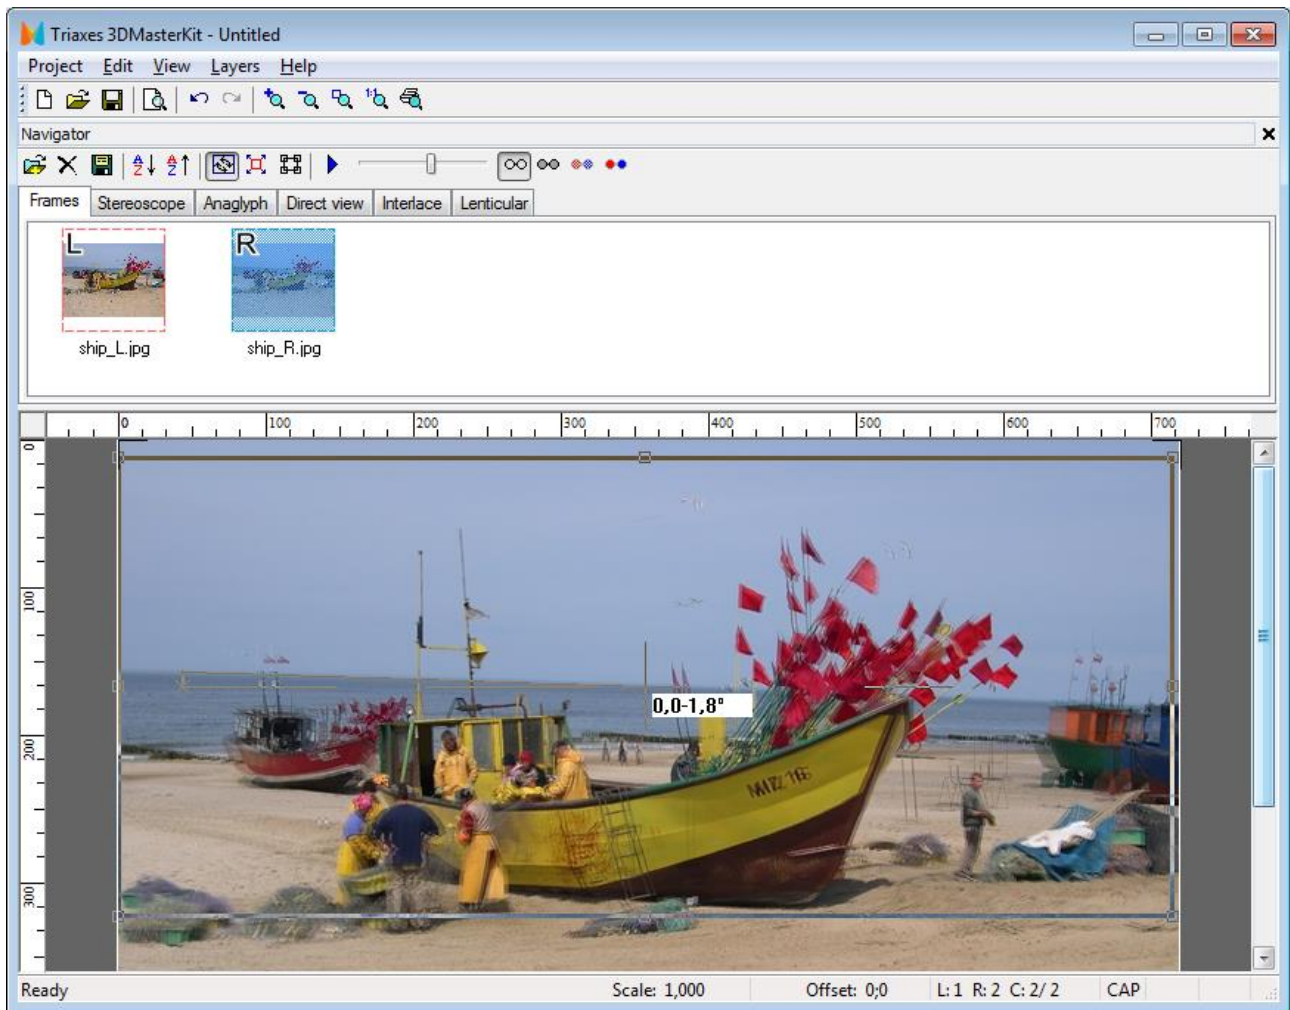 Triaxes 3DMasterKit - Untitled
Project Edit View Layers Help
1:1
Navigator
A Z A Z
Frames Stereoscope Anaglyph Direct view Interlace Lenticular
L R
ship_L.jpg ship_R.jpg
0 100 200 300 400 500 600 700
0
100
200
300
0,0-1,8°
Ready Scale: 1,000 Offset: 0;0 L: 1 R: 2 C: 2/ 2 CAP